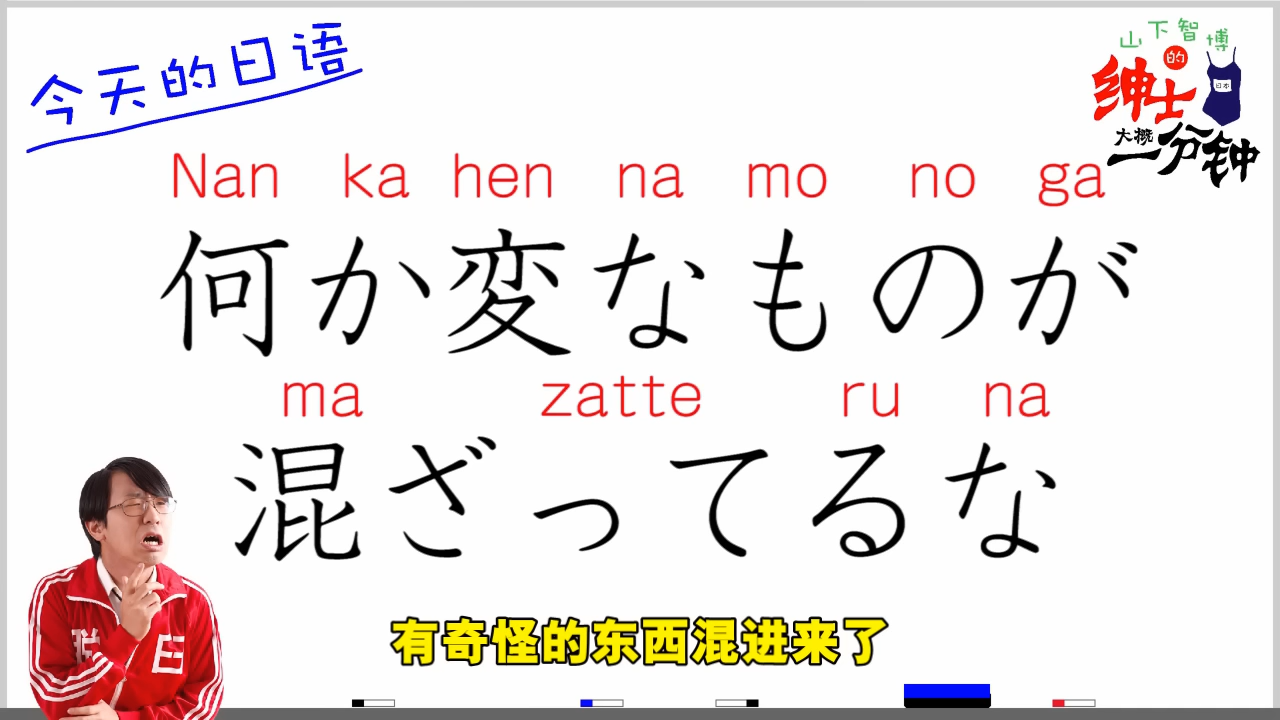 今天的日语
山下智博
的
绅士
大概
一分钟
日本
Nan ka hen na mo no ga
何か変なものが
ma zatte ru na
混ざってるな
有奇怪的东西混进来了